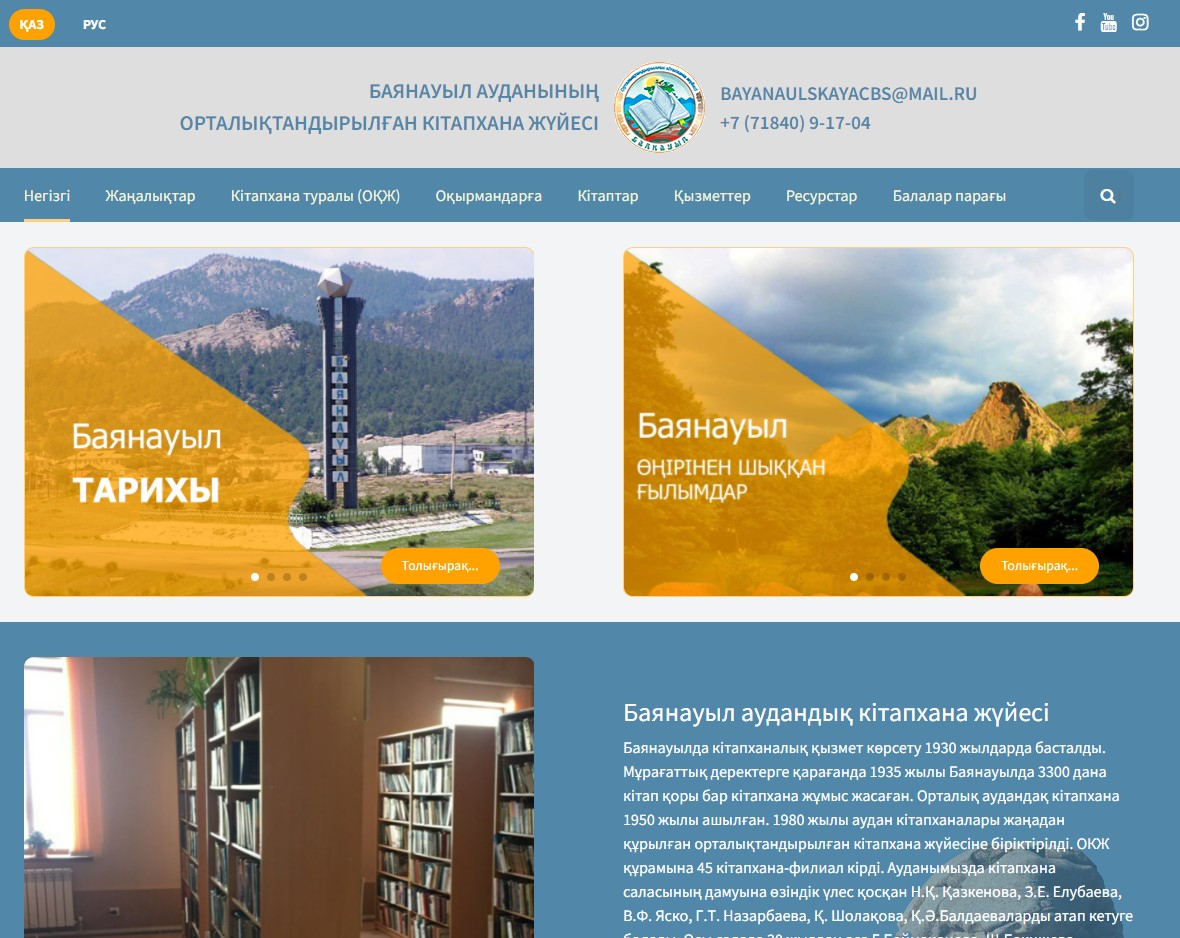 ҚАЗ
РУС
БАЯНАУЫЛ АУДАНЫНЫҢ
ОРТАЛЫҚТАНДЫРЫЛҒАН КІТАПХАНА ЖҮЙЕСІ
BAYANAULSKAYACBS@MAIL.RU
+7 (71840) 9-17-04
Негізгі
Жаңалықтар
Кітапхана туралы (ОҚЖ)
Оқырмандарға
Кітаптар
Қызметтер
Ресурстар
Балалар парағы
Баянауыл
ТАРИХЫ
БАЯНАУЫЛ
Толығырақ...
Баянауыл
ӨҢІРІНЕН ШЫҚҚАН
ҒЫЛЫМДАР
Толығырақ...
Баянауыл аудандық кітапхана жүйесі
Баянауылда кітапханалық қызмет көрсету 1930 жылдарда басталды.
Мұрағаттық деректерге қарағанда 1935 жылы Баянауылда 3300 дана
кітап қоры бар кітапхана жұмыс жасаған. Орталық аудандақ кітапхана
1950 жылы ашылған. 1980 жылы аудан кітапханалары жаңадан
құрылған орталықтандырылған кітапхана жүйесіне біріктірілді. ОКЖ
құрамына 45 кітапхана-филиал кірді. Ауданымызда кітапхана
саласының дамуына өзіндік үлес қосқан Н.Қ. Қазкенова, З.Е. Елубаева,
В.Ф. Яско, Г.Т. Назарбаева, Қ. Шолақова, Қ.Ә.Балдаеваларды атап кетуге